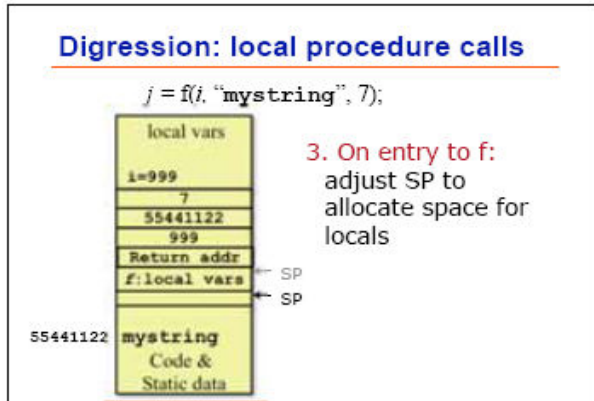 Digression: local procedure calls
j = f(i, “mystring”, 7);
local vars
i=999
7
55441122
999
Return addr
f:local vars
SP
SP
3. On entry to f:
adjust SP to
allocate space for
locals
55441122 mystring
Code &
Static data